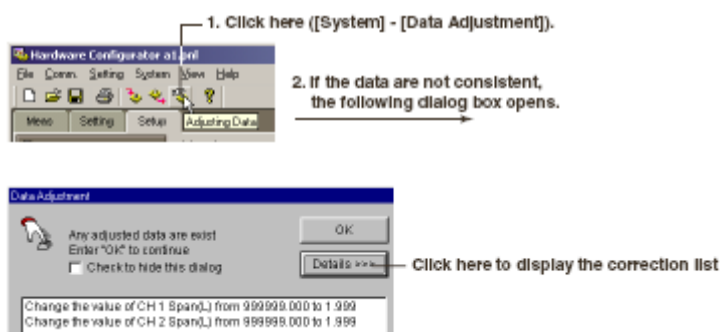 1. Click here ([System] - [Data Adjustment]).
Hardware Configurator a1.pnl
File Comm. Setting System View Help
2. If the data are not consistent,
the following dialog box opens.
Memo Setting Setup Adjusting Data
Data Adjustment
Any adjusted data are exist
Enter "OK" to continue
Check to hide this dialog
OK
Details >>>
Click here to display the correction list
Change the value of CH 1 Span(L) from 999999.000 to 1.999
Change the value of CH 2 Span(L) from 999999.000 to 1.999